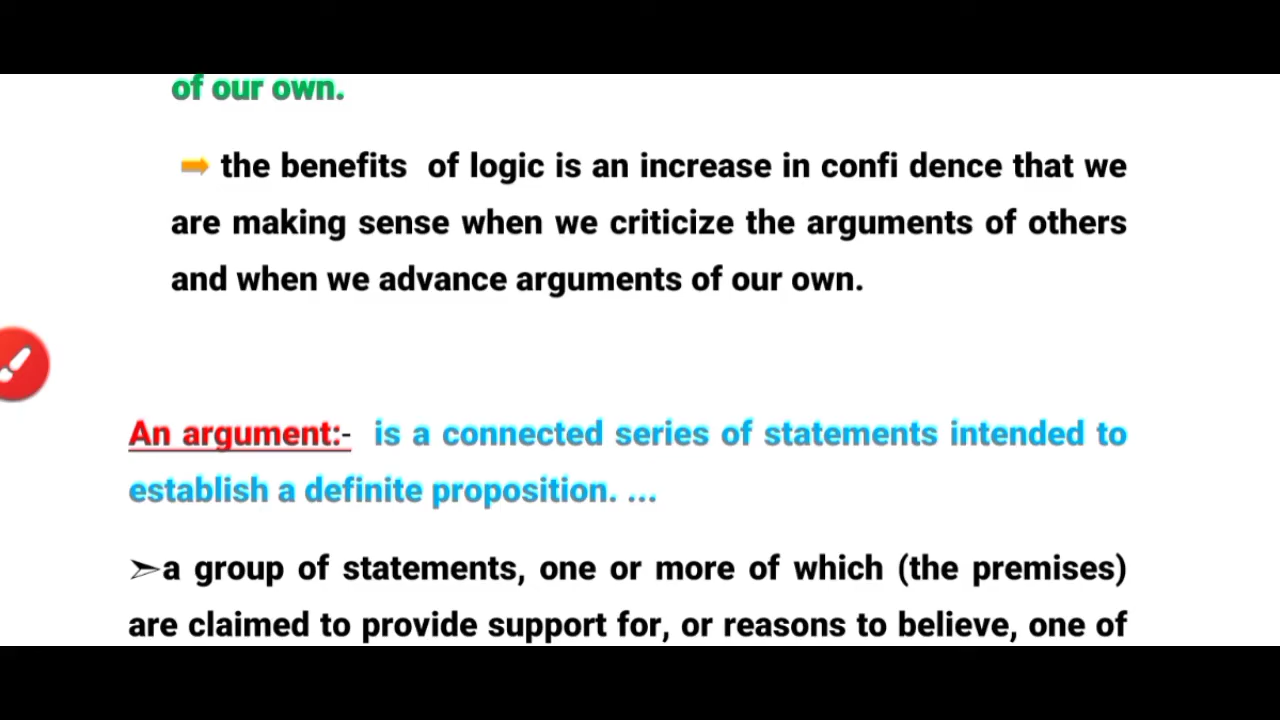 of our own.
➡ the benefits of logic is an increase in confi dence that we
are making sense when we criticize the arguments of others
and when we advance arguments of our own.
An argument:- is a connected series of statements intended to
establish a definite proposition. ...
➣a group of statements, one or more of which (the premises)
are claimed to provide support for, or reasons to believe, one of